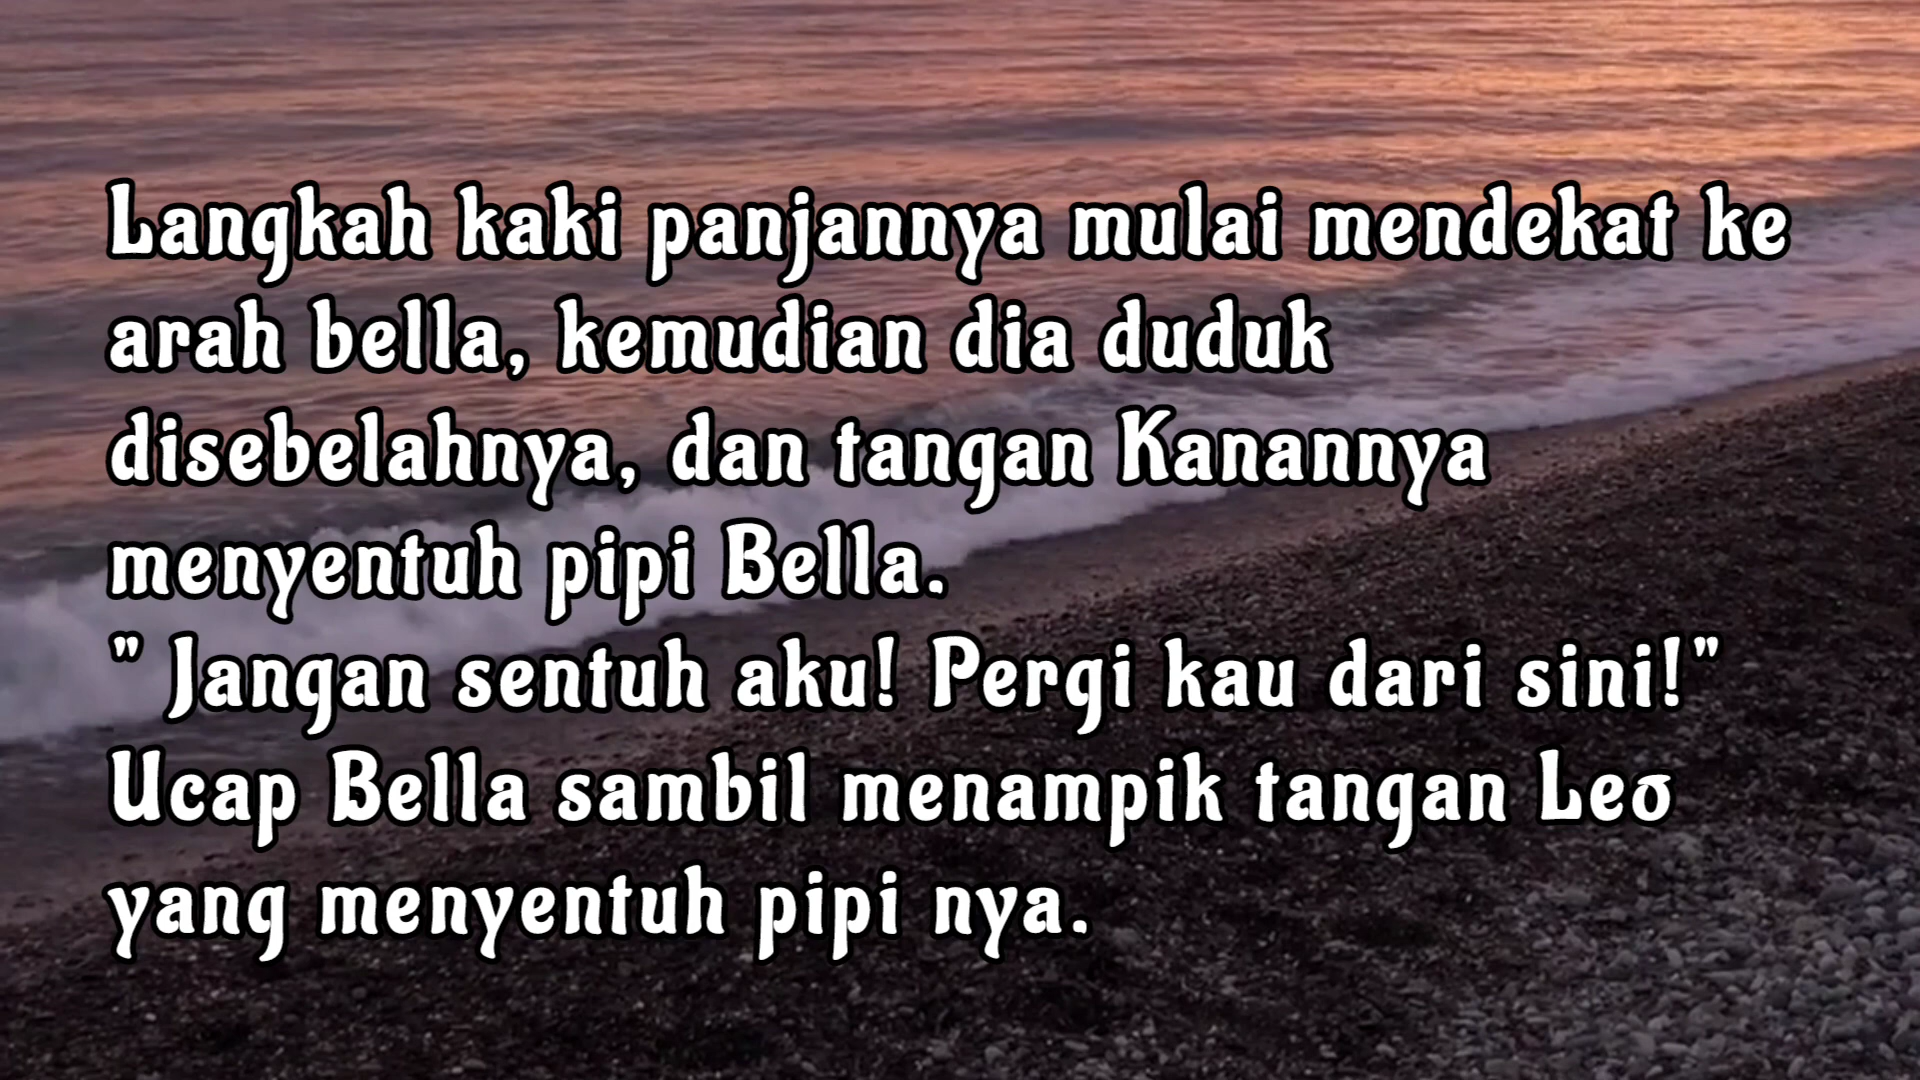 Langkah kaki panjannya mulai mendekat ke
arah bella, kemudian dia duduk
disebelahnya, dan tangan Kanannya
menyentuh pipi Bella.
" Jangan sentuh aku! Pergi kau dari sini!"
Ucap Bella sambil menampik tangan Leo
yang menyentuh pipi nya.